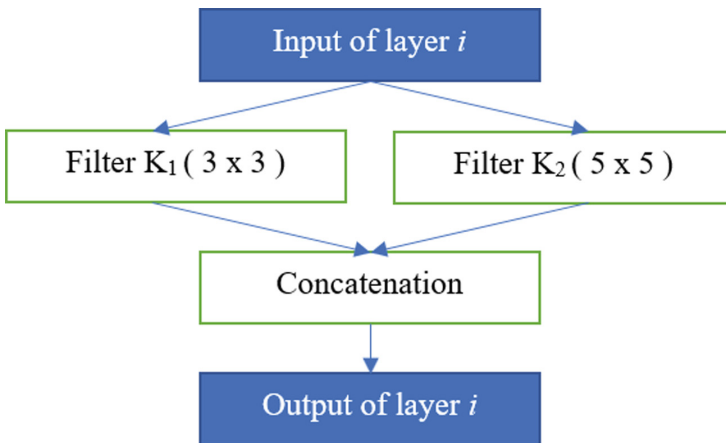 Input of layer i
Filter K₁ ( 3 x 3 )
Filter K₂ ( 5 x 5 )
Concatenation
Output of layer i